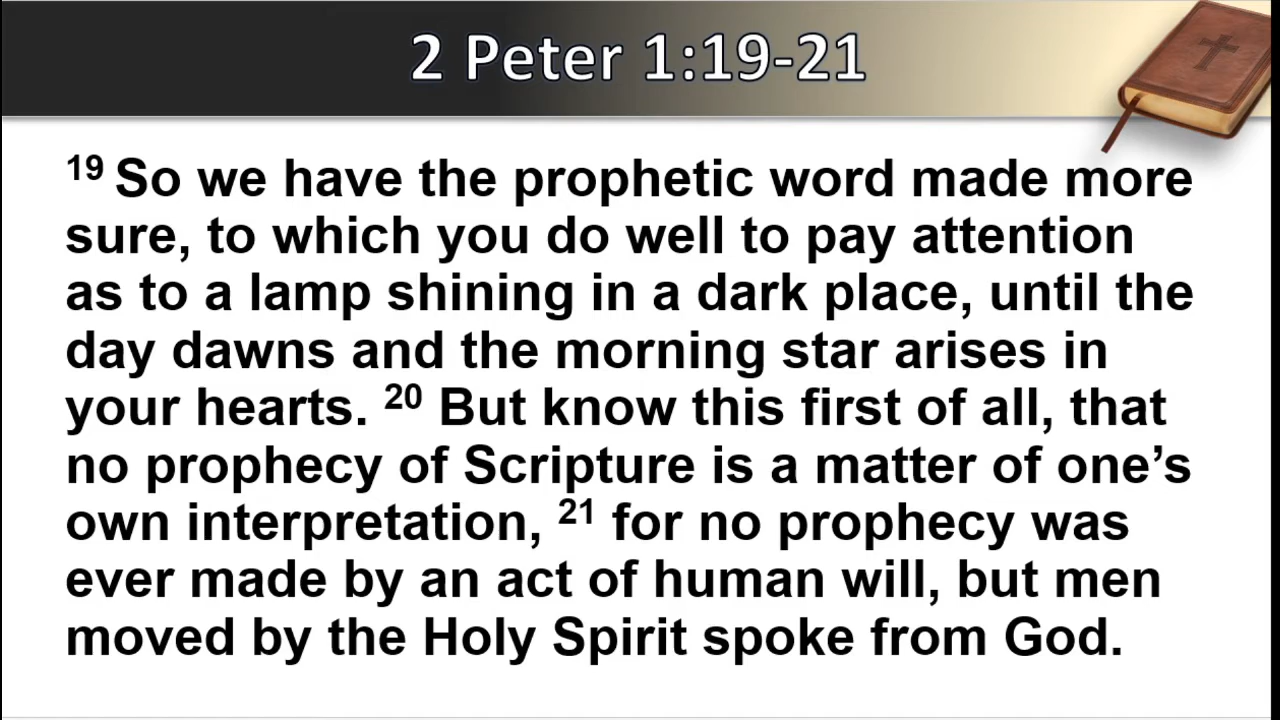 2 Peter 1:19-21
19 So we have the prophetic word made more
sure, to which you do well to pay attention
as to a lamp shining in a dark place, until the
day dawns and the morning star arises in
your hearts. 20 But know this first of all, that
no prophecy of Scripture is a matter of one’s
own interpretation, 21 for no prophecy was
ever made by an act of human will, but men
moved by the Holy Spirit spoke from God.